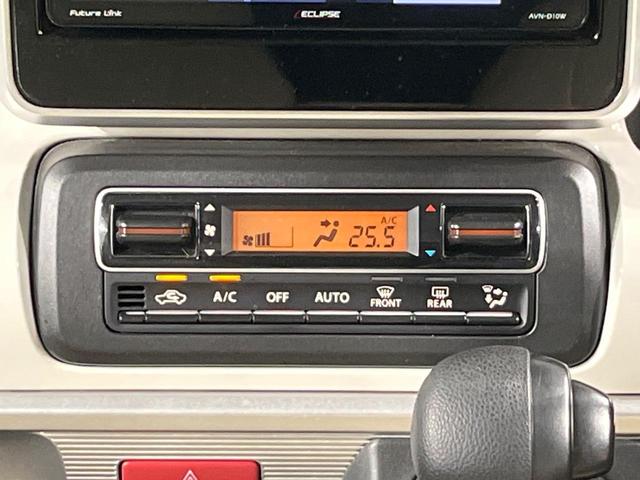 Future Link ECLIPSE AVN-D10W
A/C
25.5
A/C OFF AUTO FRONT REAR